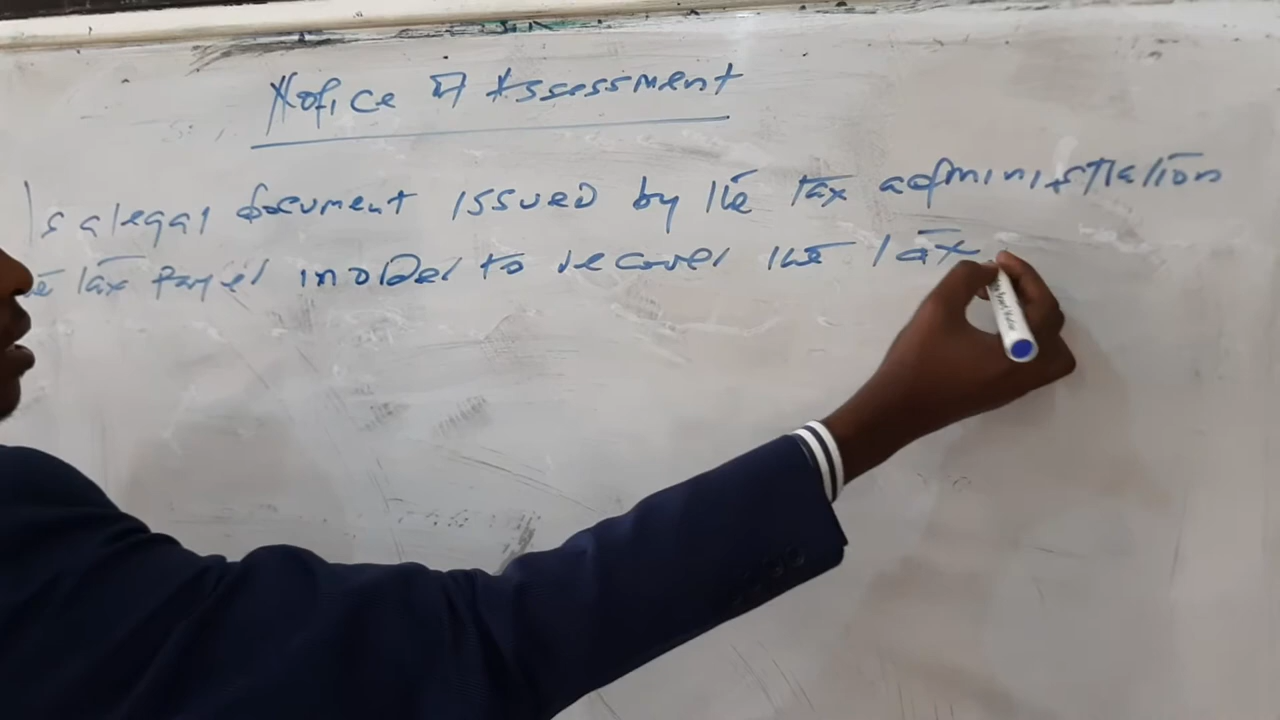 Notice of Assessment
Is a legal document issued by the tax administration
tax payer in order to recover the tax